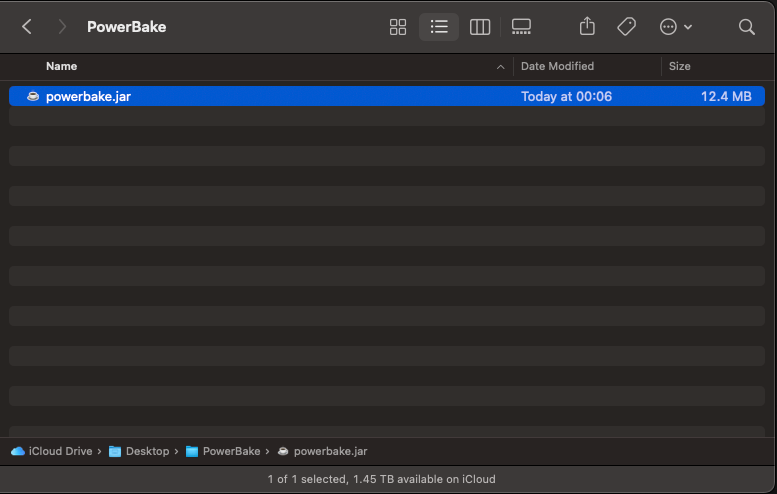 PowerBake
Name Date Modified Size
powerbake.jar Today at 00:06 12.4 MB
iCloud Drive › Desktop › PowerBake › powerbake.jar
1 of 1 selected, 1.45 TB available on iCloud